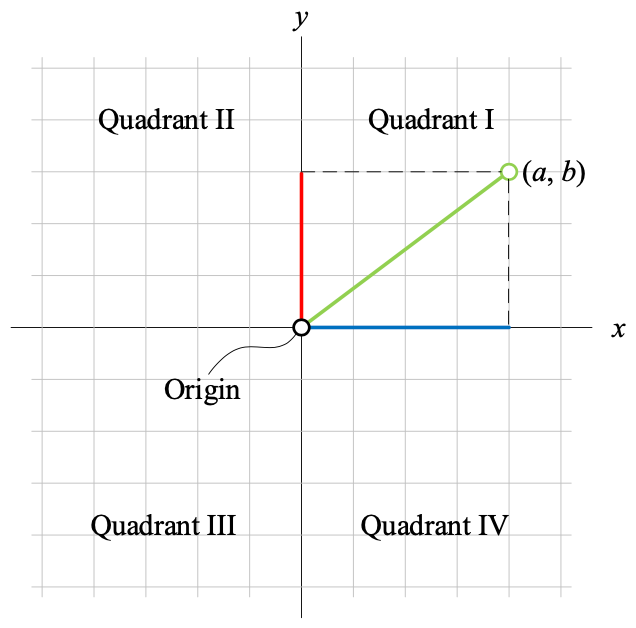 y
Quadrant II
Quadrant I
(a, b)
x
Origin
Quadrant III
Quadrant IV